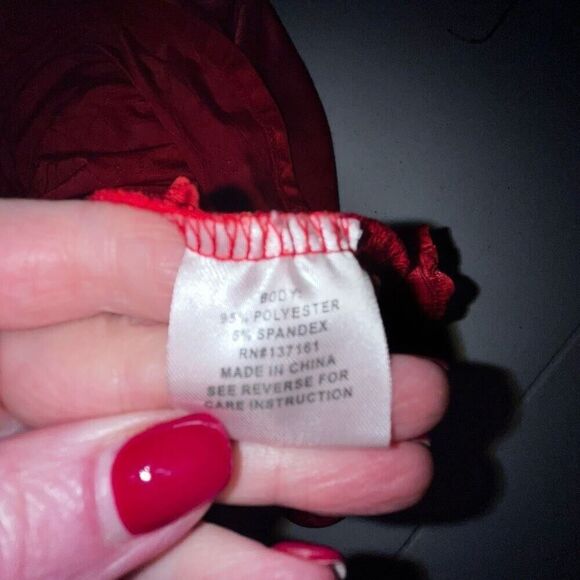 BODY:
95% POLYESTER
5% SPANDEX
RN#137161
MADE IN CHINA
SEE REVERSE FOR
CARE INSTRUCTION